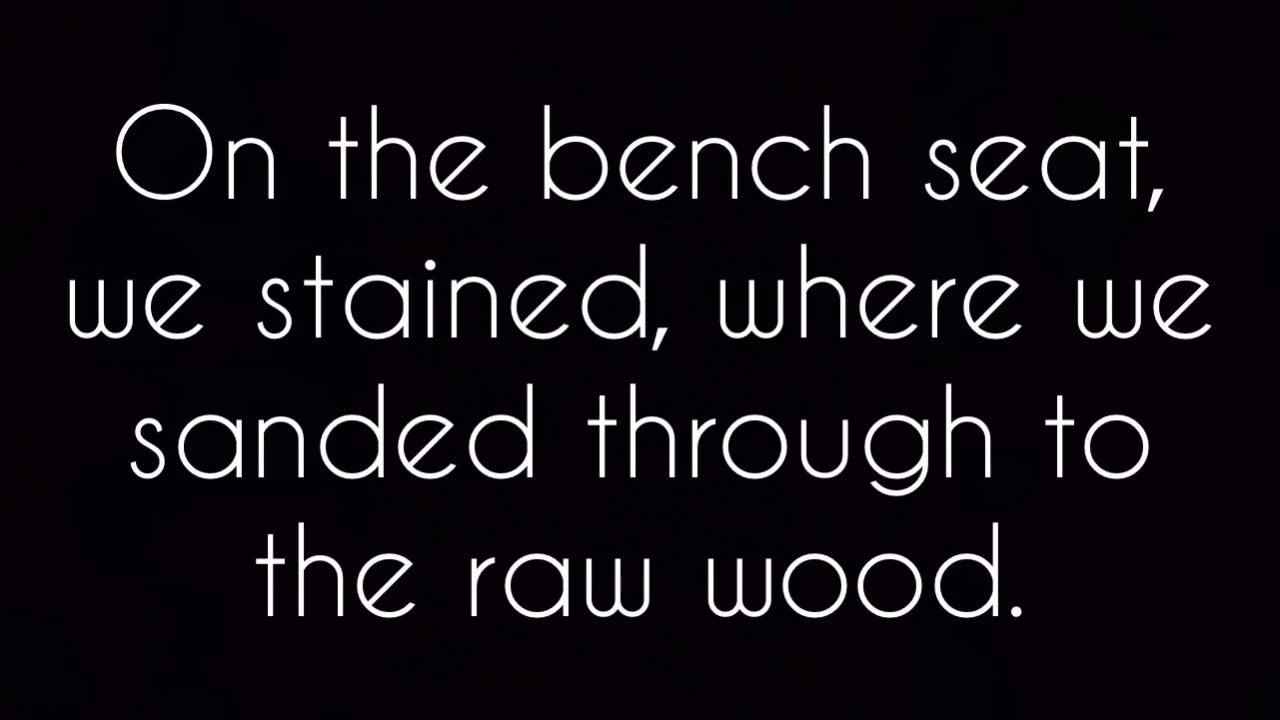 On the bench seat,
we stained, where we
sanded through to
the raw wood.